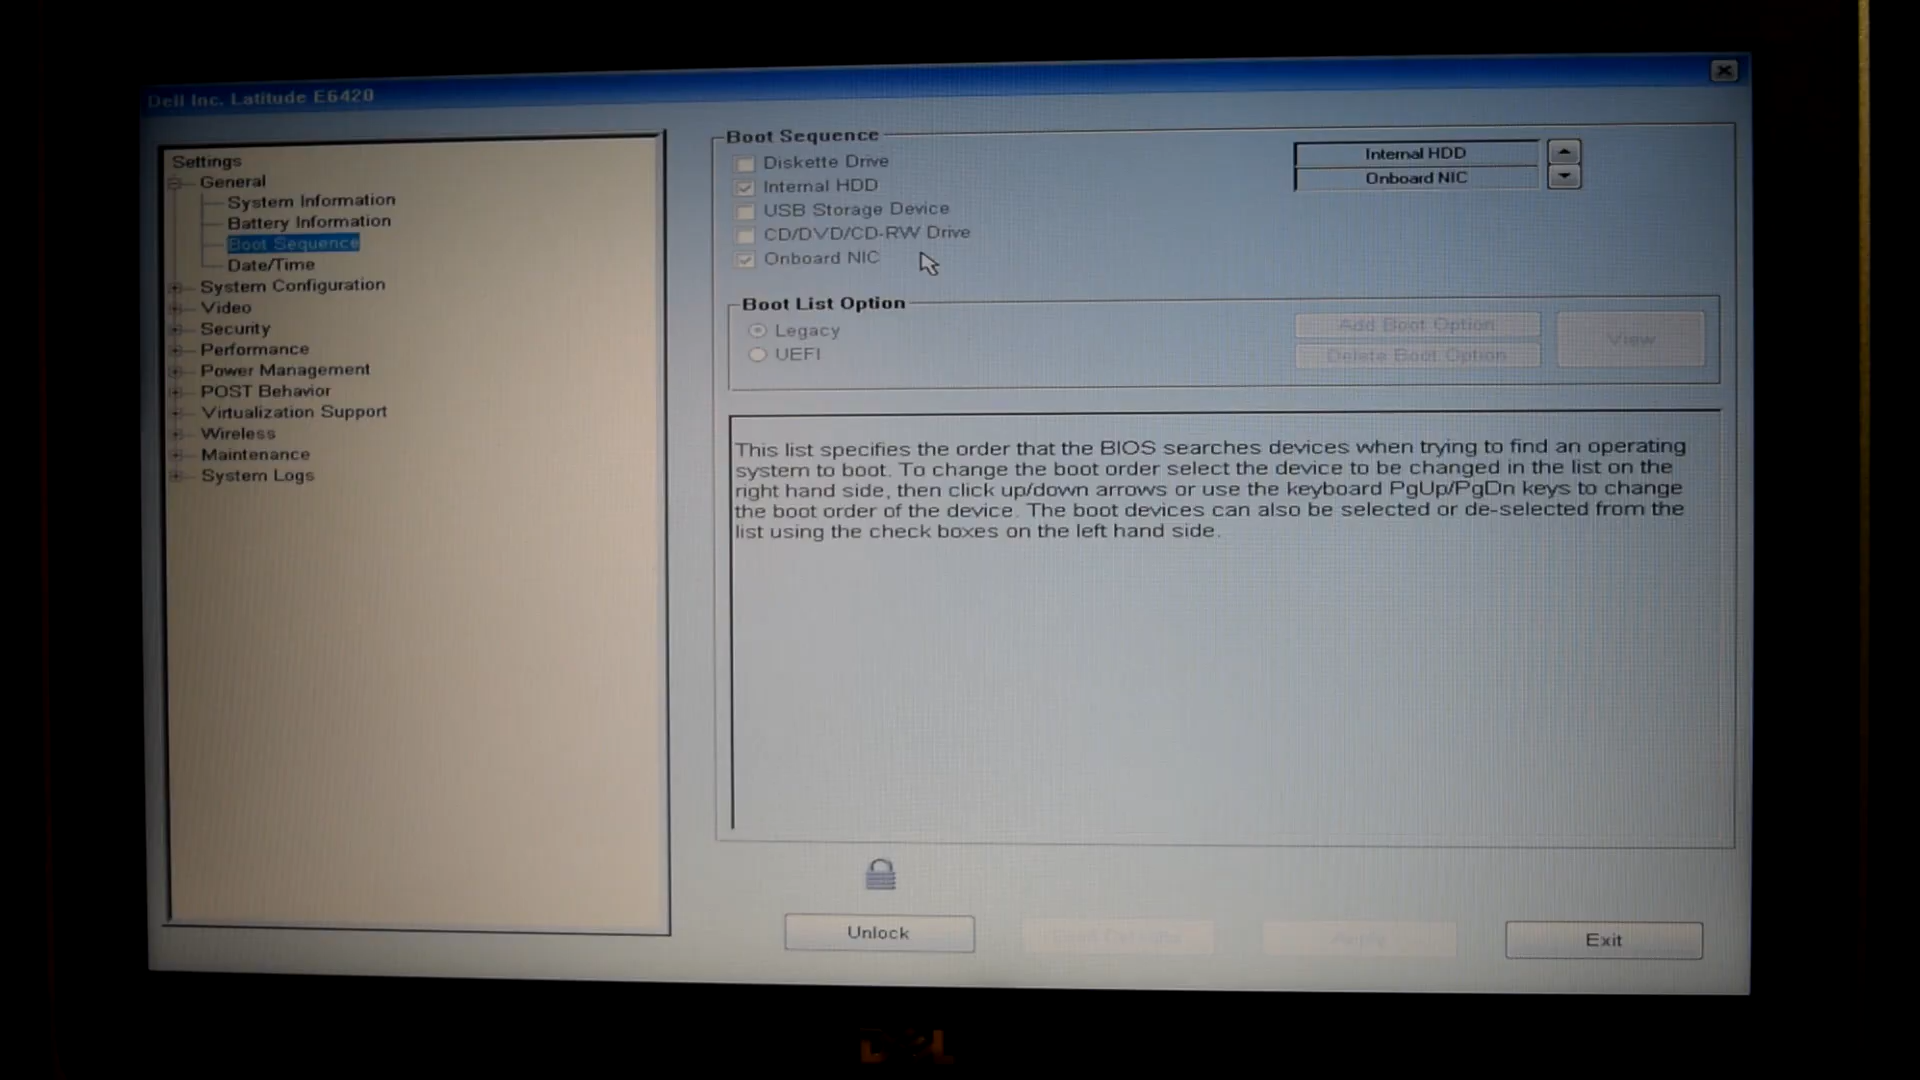 Dell Inc. Latitude E6420
Settings
General
System Information
Battery Information
Boot Sequence
Date/Time
System Configuration
Video
Security
Performance
Power Management
POST Behavior
Virtualization Support
Wireless
Maintenance
System Logs
Boot Sequence
Diskette Drive
Internal HDD
USB Storage Device
CD/DVD/CD-RW Drive
Onboard NIC
Internal HDD
Onboard NIC
Boot List Option
Legacy
UEFI
Add Boot Option
Delete Boot Option
View
This list specifies the order that the BIOS searches devices when trying to find an operating
system to boot. To change the boot order select the device to be changed in the list on the
right hand side, then click up/down arrows or use the keyboard PgUp/PgDn keys to change
the boot order of the device. The boot devices can also be selected or de-selected from the
list using the check boxes on the left hand side.
Unlock
Load Defaults
Apply
Exit
DELL